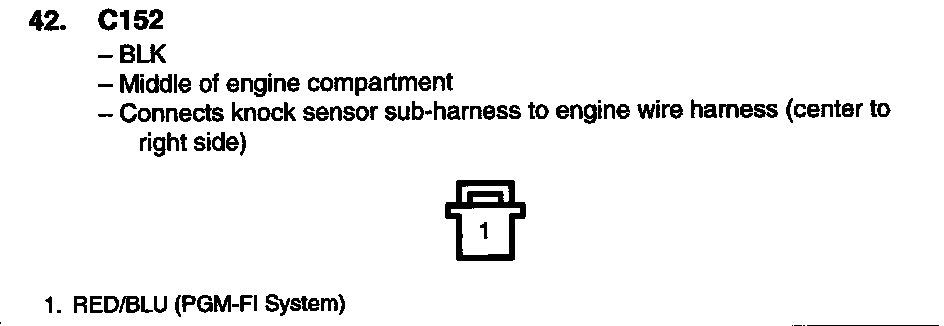 42. C152
– BLK
– Middle of engine compartment
– Connects knock sensor sub-harness to engine wire harness (center to
right side)
1
1. RED/BLU (PGM-FI System)